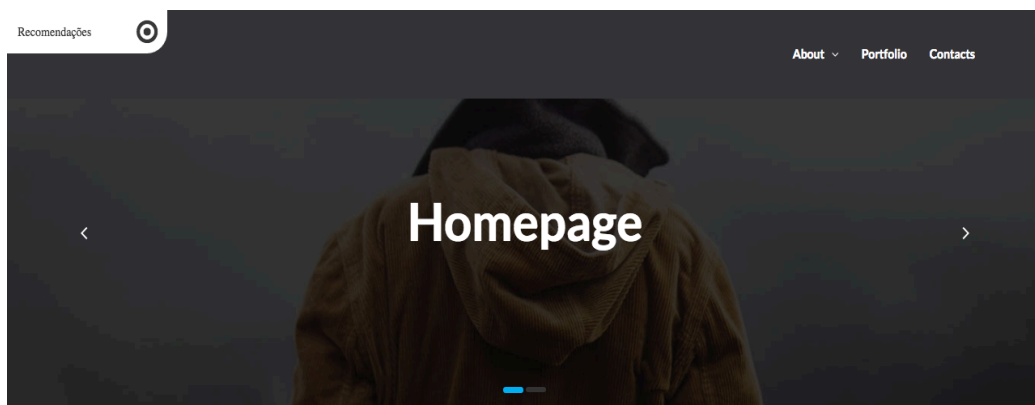 Recomendações
About
Portfolio
Contacts
Homepage